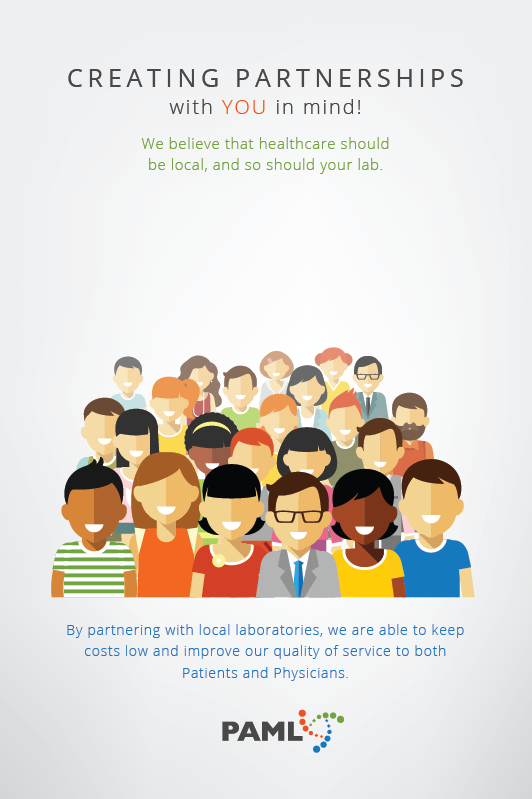 CREATING PARTNERSHIPS
with YOU in mind!
We believe that healthcare should
be local, and so should your lab.
By partnering with local laboratories, we are able to keep
costs low and improve our quality of service to both
Patients and Physicians.
PAML